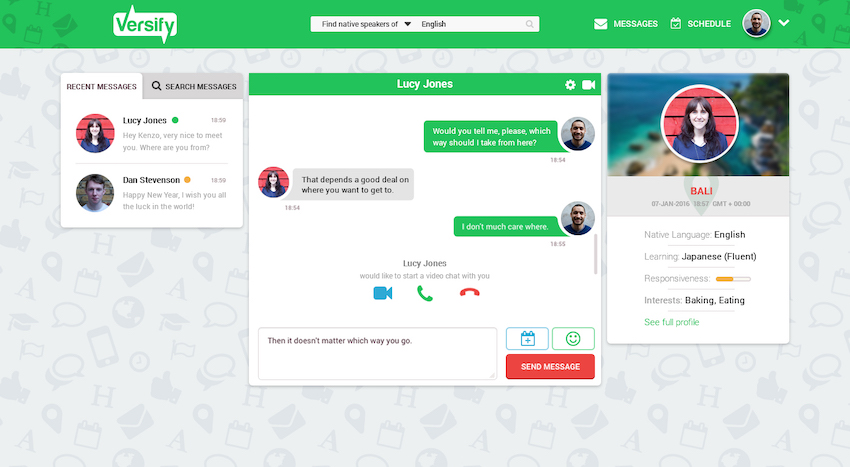 Versify
Find native speakers of
English
MESSAGES
SCHEDULE
RECENT MESSAGES
SEARCH MESSAGES
Lucy Jones
18:59
Hey Kenzo, very nice to meet
you. Where are you from?
Dan Stevenson
18:59
Happy New Year, I wish you all
the luck in the world!
Lucy Jones
Would you tell me, please, which
way should I take from here?
18:54
That depends a good deal on
where you want to get to.
18:54
I don't much care where.
18:55
Lucy Jones
would like to start a video chat with you
Then it doesn't matter which way you go.
SEND MESSAGE
BALI
07-JAN-2016 18:57 GMT + 00:00
Native Language: English
Learning: Japanese (Fluent)
Responsiveness:
Interests: Baking, Eating
See full profile